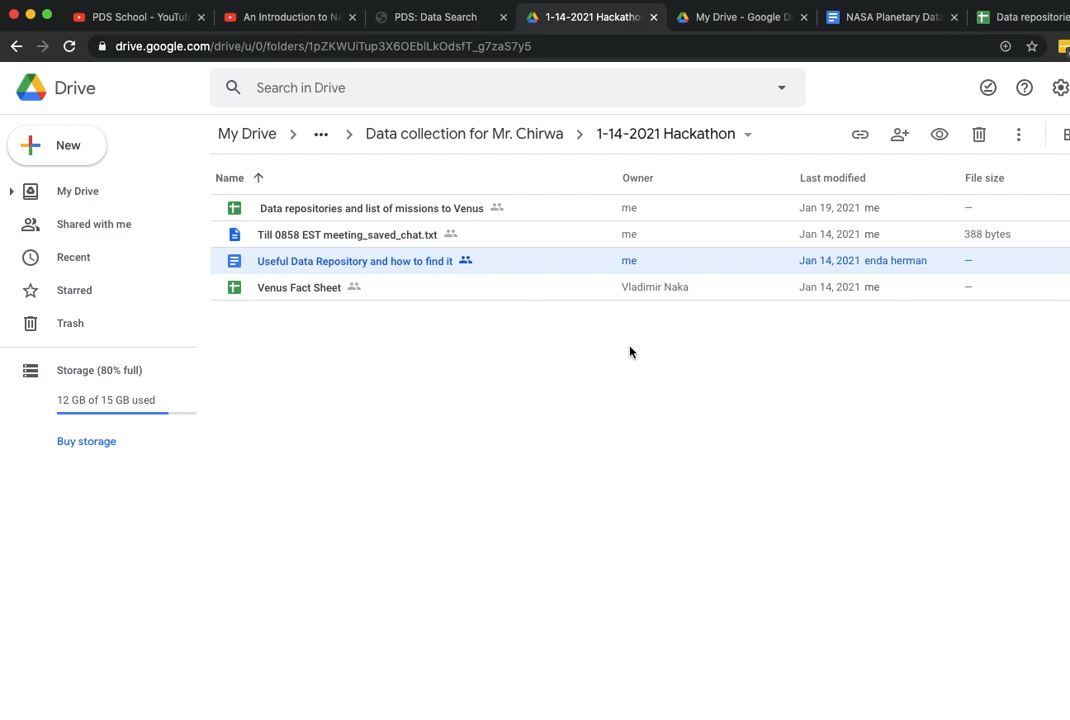 PDS School - YouTub
An Introduction to N
PDS: Data Search
1-14-2021 Hackatho
My Drive - Google D
NASA Planetary Data
Data repositorie
drive.google.com/drive/u/0/folders/1pZKWUiTup3X6OEblLkOdsfT_g7zaS7y5
Drive
Search in Drive
New
My Drive
•••
Data collection for Mr. Chirwa
1-14-2021 Hackathon
Name
Owner
Last modified
File size
My Drive
Shared with me
Recent
Starred
Trash
Storage (80% full)
12 GB of 15 GB used
Buy storage
Data repositories and list of missions to Venus me Jan 19, 2021 me —
Till 0858 EST meeting_saved_chat.txt me Jan 14, 2021 me 388 bytes
Useful Data Repository and how to find it me Jan 14, 2021 enda herman —
Venus Fact Sheet Vladimir Naka Jan 14, 2021 me —